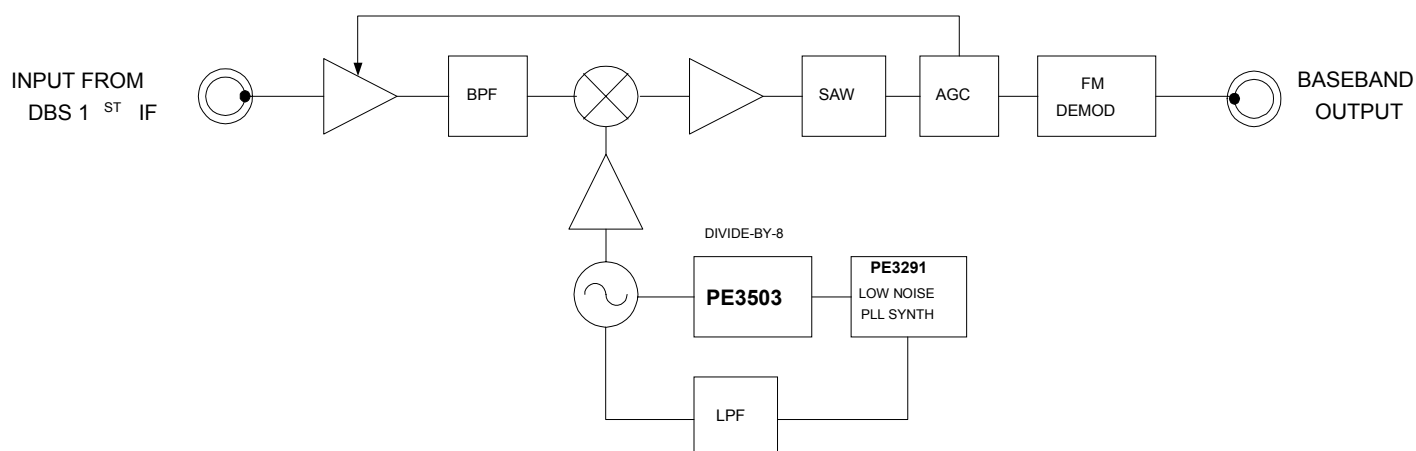 INPUT FROM
DBS 1 ST IF
BPF
SAW
AGC
FM
DEMOD
BASEBAND
OUTPUT
DIVIDE-BY-8
PE3503
PE3291
LOW NOISE
PLL SYNTH
LPF